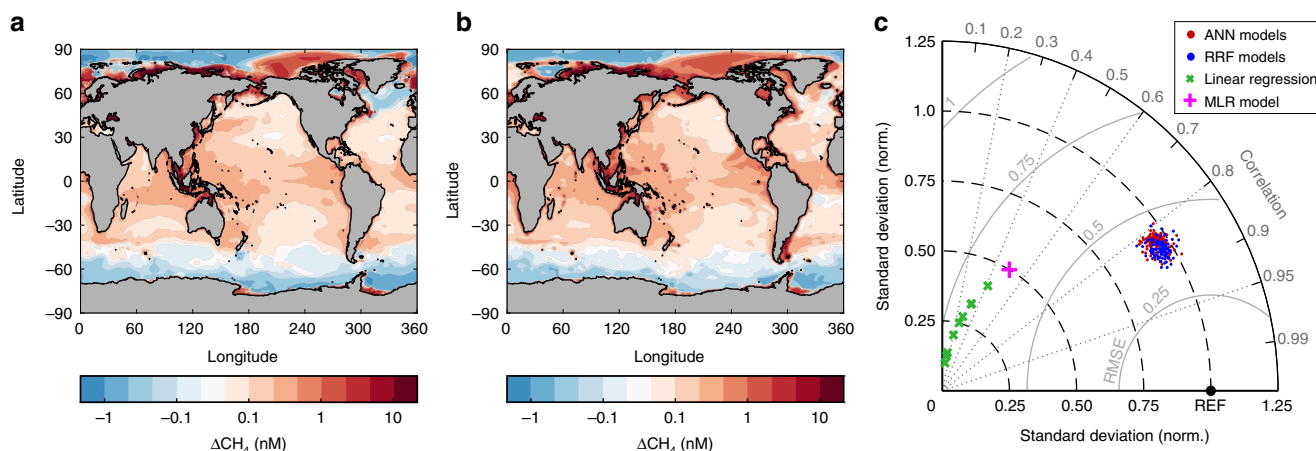 a
90
60
30
0
–30
–60
–90
Latitude
0 60 120 180 240 300 360
Longitude
–1 –0.1 0.1 1 10
ΔCH4 (nM)
b
90
60
30
0
–30
–60
–90
Latitude
0 60 120 180 240 300 360
Longitude
–1 –0.1 0.1 1 10
ΔCH4 (nM)
c
ANN models
RRF models
Linear regression
MLR model
1.25
1.0
0.75
0.50
0.25
Standard deviation (norm.)
0.1 0.2 0.3 0.4 0.5 0.6 0.7 0.8 0.9 0.95 0.99
Correlation
1
0.75
0.5
0.25
RMSE
0 0.25 0.50 0.75 REF 1.25
Standard deviation (norm.)